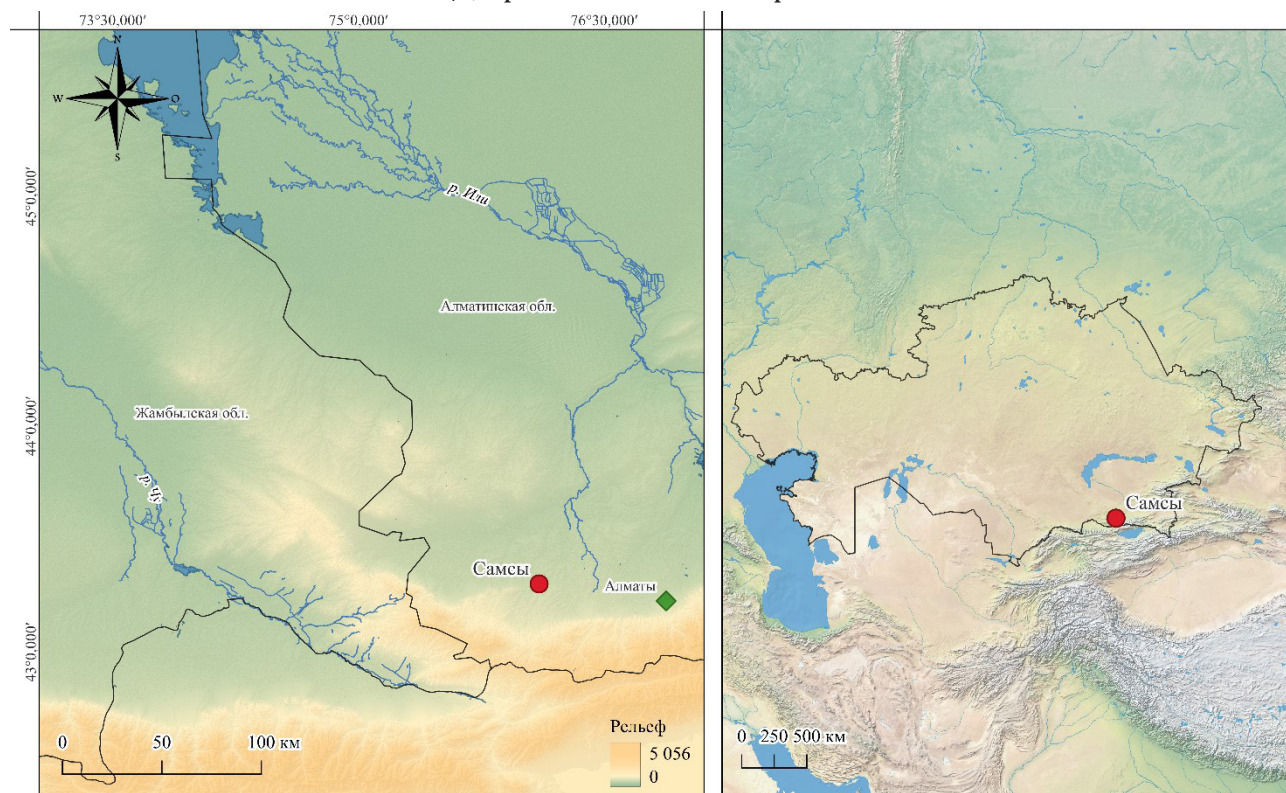 73°30,000′ 75°0,000′ 76°30,000′
N
W O
S
45°0,000′
р. Или
Алматинская обл.
44°0,000′
Жамбылская обл.
р. Чу
Самсы
Алматы
43°0,000′
Рельеф
5 056
0
0 50 100 км
Самсы
0 250 500 км